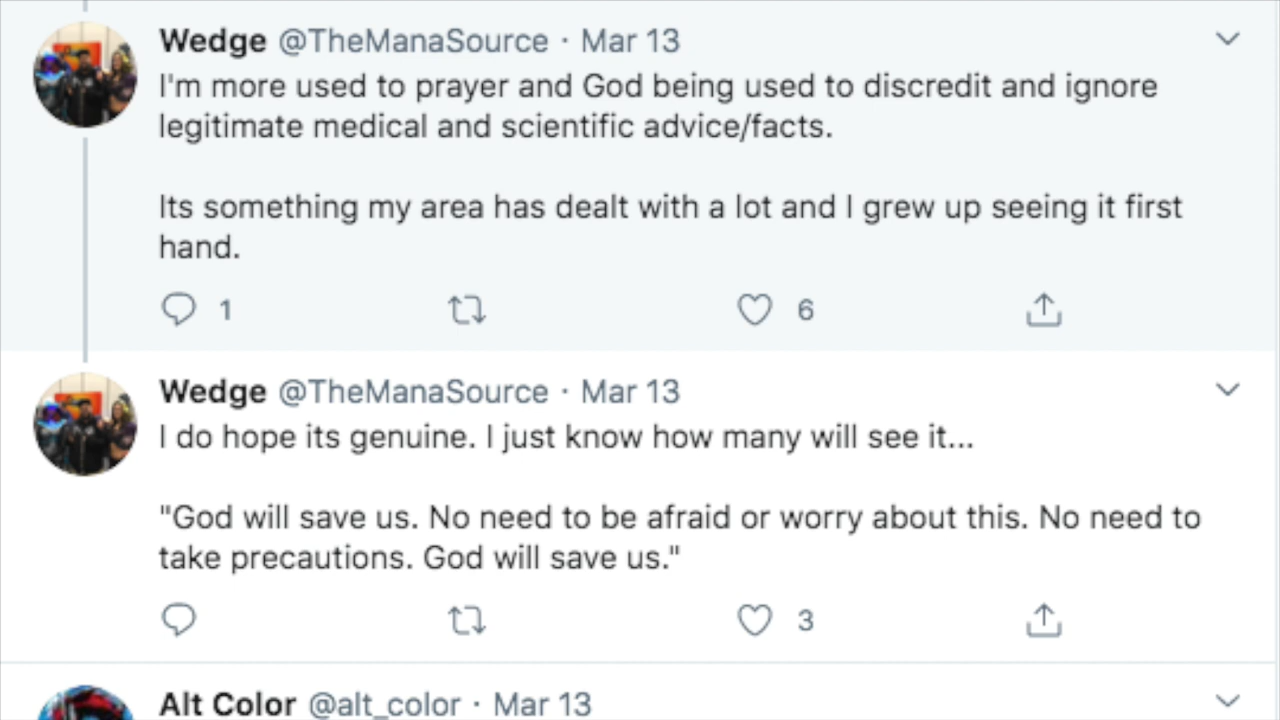 Wedge @TheManaSource · Mar 13
I'm more used to prayer and God being used to discredit and ignore
legitimate medical and scientific advice/facts.
Its something my area has dealt with a lot and I grew up seeing it first
hand.
1 6
Wedge @TheManaSource · Mar 13
I do hope its genuine. I just know how many will see it...
"God will save us. No need to be afraid or worry about this. No need to
take precautions. God will save us."
3
Alt Color @alt_color · Mar 13